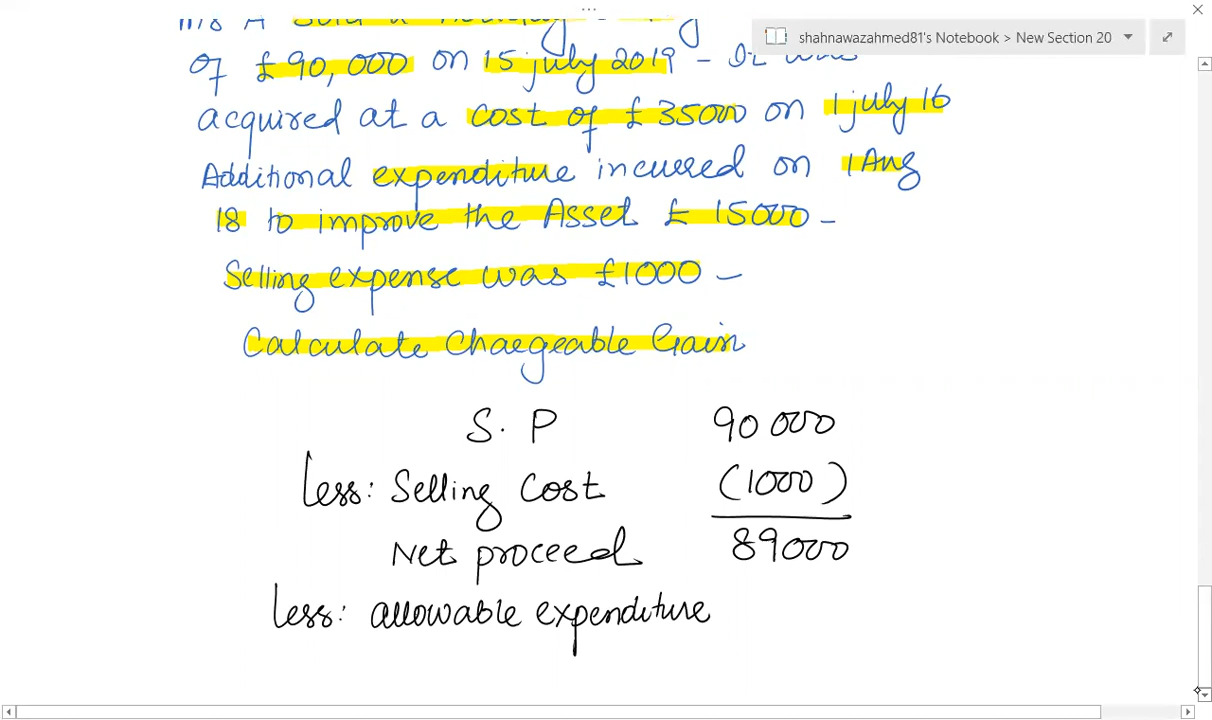 shahnawazahmed81's Notebook > New Section 20
of £90,000 on 15 july 2019 - It was
acquired at a cost of £35000 on 1 july 16
Additional expenditure incurred on 1 Aug
18 to improve the Asset £ 15000 -
Selling expense was £1000 -
Calculate Chargeable Gain
S. P 90000
less: Selling Cost (1000)
Net proceed 89000
less: allowable expenditure